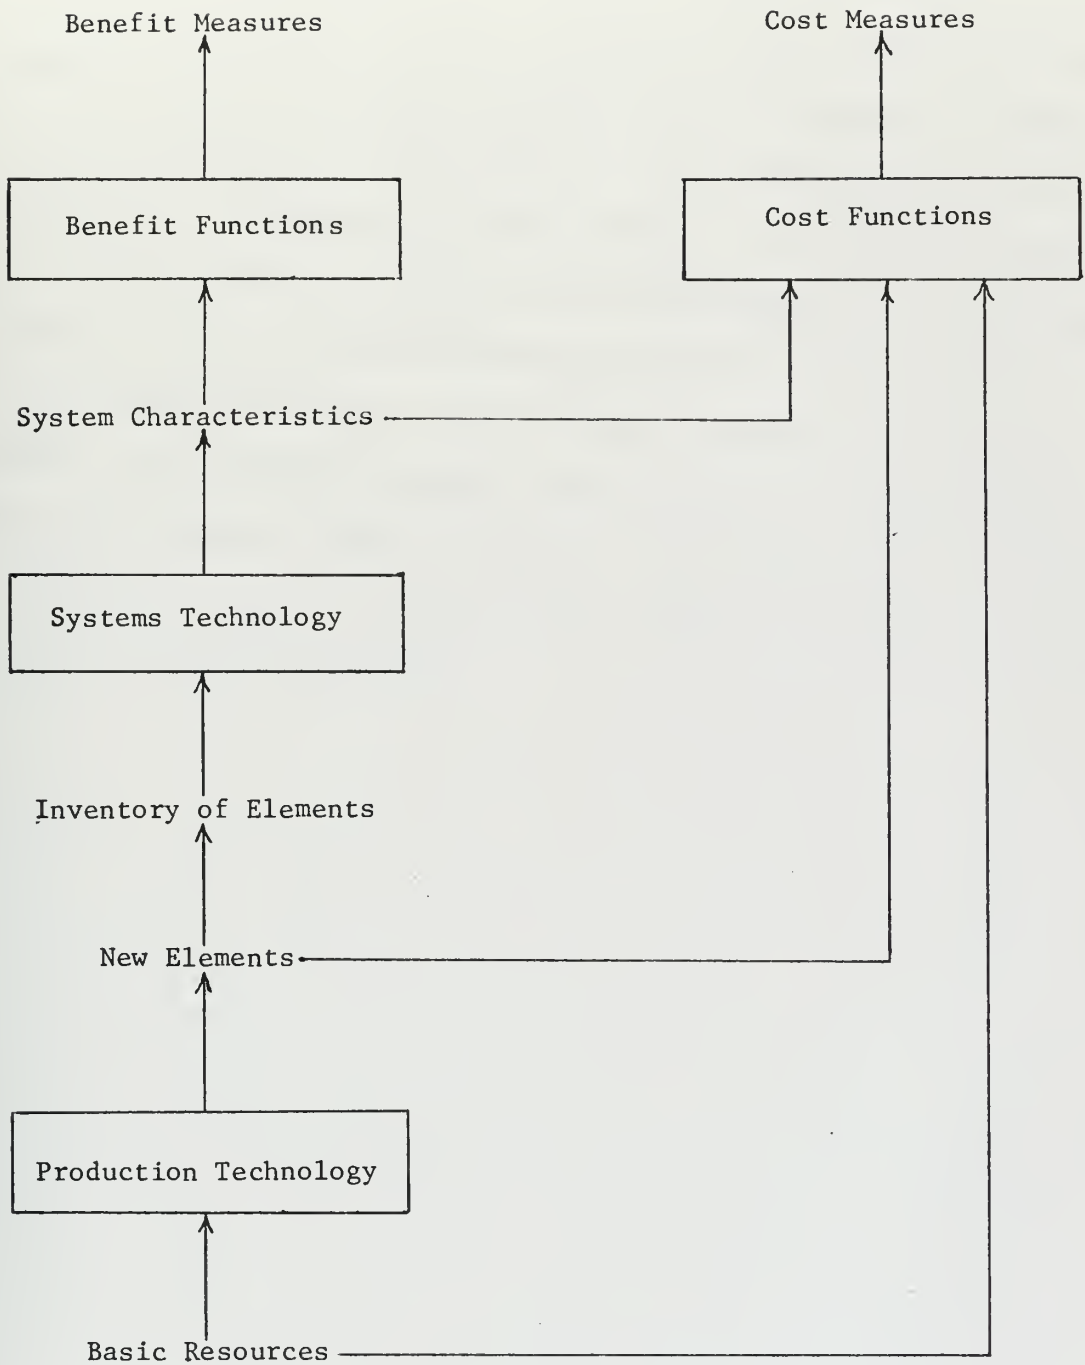 Benefit Measures
Cost Measures
Benefit Functions
Cost Functions
System Characteristics
Systems Technology
Inventory of Elements
New Elements
Production Technology
Basic Resources